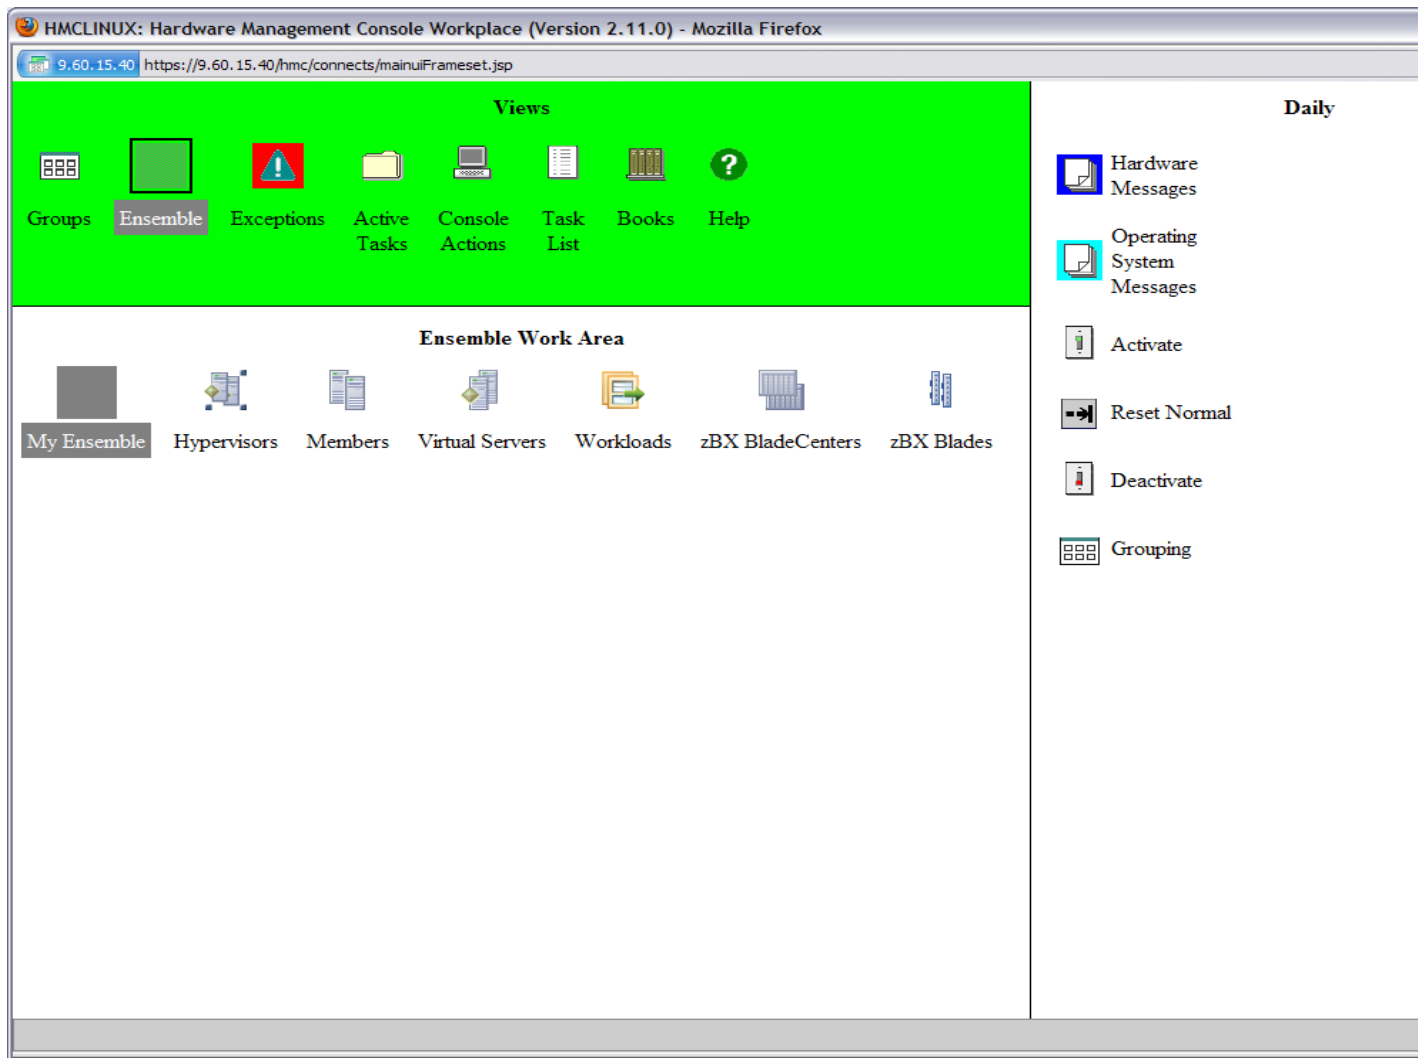 HMCLINUX: Hardware Management Console Workplace (Version 2.11.0) - Mozilla Firefox
9.60.15.40 https://9.60.15.40/hmc/connects/mainuiFrameset.jsp
Views
Groups
Ensemble
Exceptions
Active
Tasks
Console
Actions
Task
List
Books
Help
Ensemble Work Area
My Ensemble
Hypervisors
Members
Virtual Servers
Workloads
zBX BladeCenters
zBX Blades
Daily
Hardware
Messages
Operating
System
Messages
Activate
Reset Normal
Deactivate
Grouping